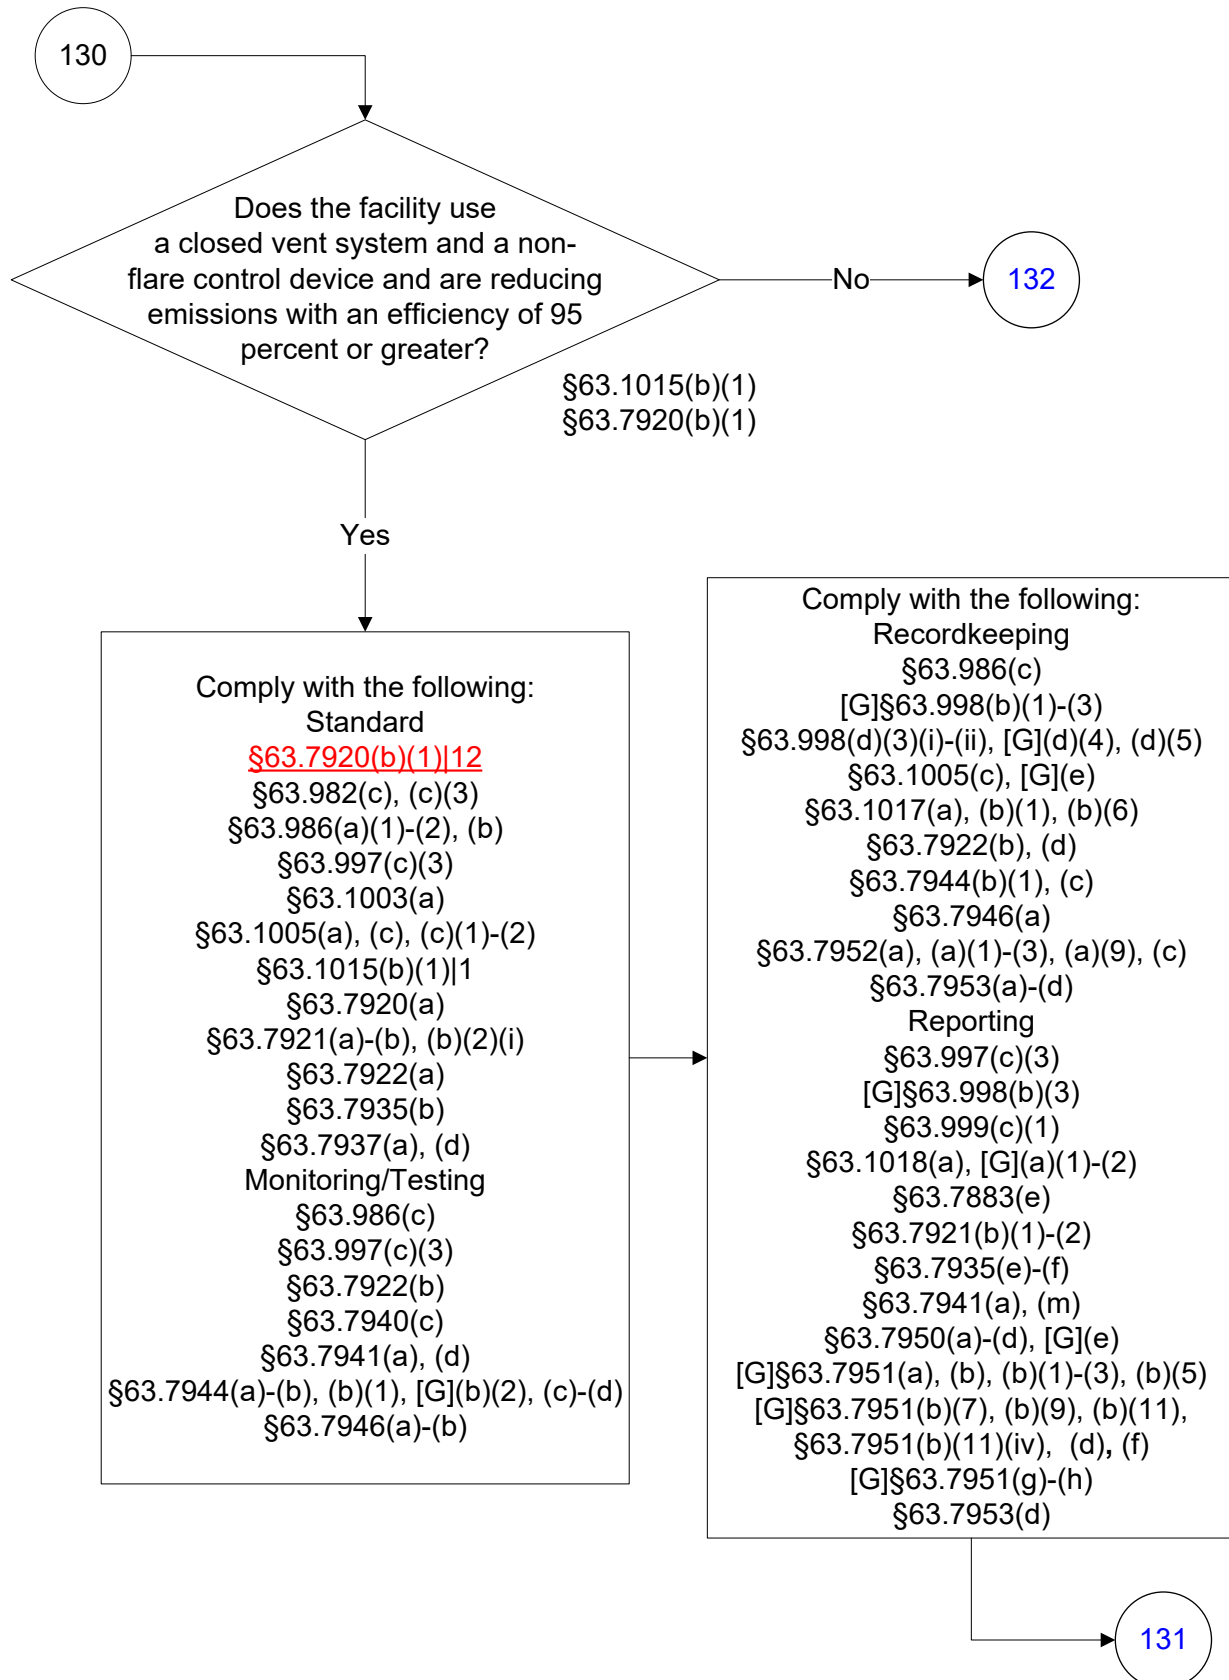 130
Does the facility use
a closed vent system and a non-
flare control device and are reducing
emissions with an efficiency of 95
percent or greater?
No
132
§63.1015(b)(1)
§63.7920(b)(1)
Yes
Comply with the following:
Standard
§63.7920(b)(1)|12
§63.982(c), (c)(3)
§63.986(a)(1)-(2), (b)
§63.997(c)(3)
§63.1003(a)
§63.1005(a), (c), (c)(1)-(2)
§63.1015(b)(1)|1
§63.7920(a)
§63.7921(a)-(b), (b)(2)(i)
§63.7922(a)
§63.7935(b)
§63.7937(a), (d)
Monitoring/Testing
§63.986(c)
§63.997(c)(3)
§63.7922(b)
§63.7940(c)
§63.7941(a), (d)
§63.7944(a)-(b), (b)(1), [G](b)(2), (c)-(d)
§63.7946(a)-(b)
Comply with the following:
Recordkeeping
§63.986(c)
[G]§63.998(b)(1)-(3)
§63.998(d)(3)(i)-(ii), [G](d)(4), (d)(5)
§63.1005(c), [G](e)
§63.1017(a), (b)(1), (b)(6)
§63.7922(b), (d)
§63.7944(b)(1), (c)
§63.7946(a)
§63.7952(a), (a)(1)-(3), (a)(9), (c)
§63.7953(a)-(d)
Reporting
§63.997(c)(3)
[G]§63.998(b)(3)
§63.999(c)(1)
§63.1018(a), [G](a)(1)-(2)
§63.7883(e)
§63.7921(b)(1)-(2)
§63.7935(e)-(f)
§63.7941(a), (m)
§63.7950(a)-(d), [G](e)
[G]§63.7951(a), (b), (b)(1)-(3), (b)(5)
[G]§63.7951(b)(7), (b)(9), (b)(11),
§63.7951(b)(11)(iv), (d), (f)
[G]§63.7951(g)-(h)
§63.7953(d)
131